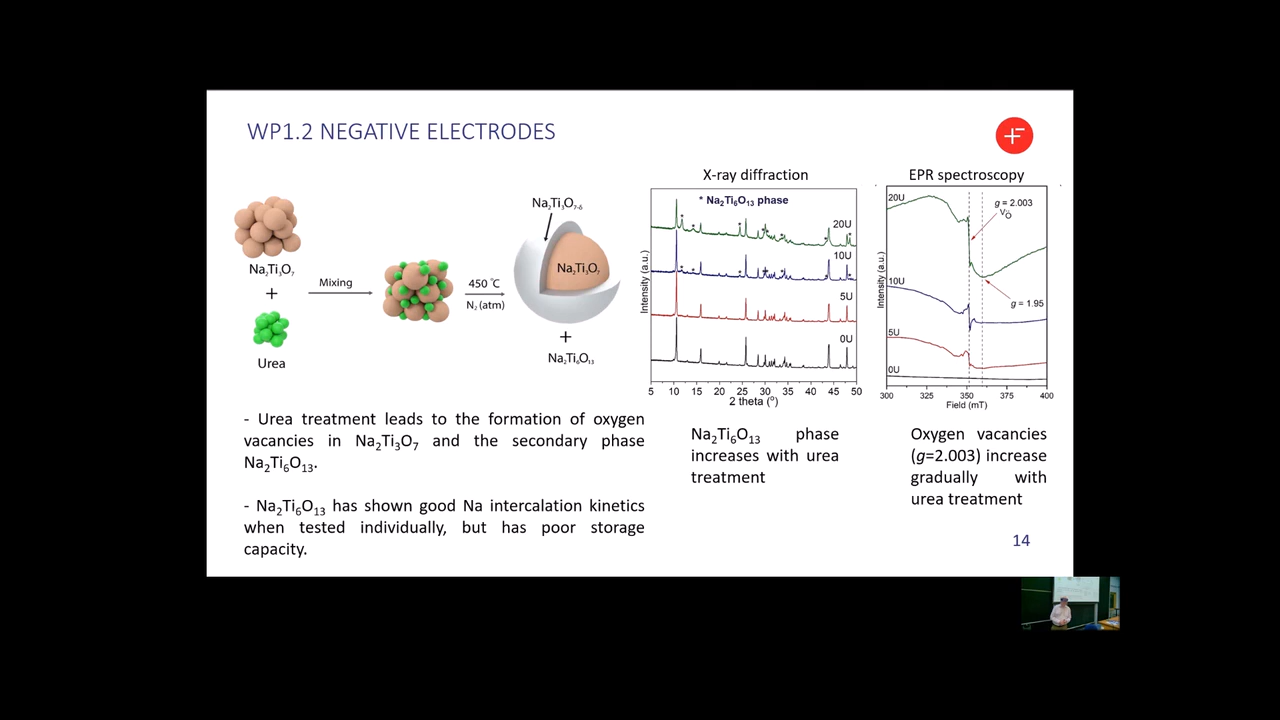 WP1.2 NEGATIVE ELECTRODES
Na₂Ti₃O₇
+
Urea
Mixing
450 °C
N₂ (atm)
Na₂Ti₃O₇₋δ
Na₂Ti₃O₇
+
Na₂Ti₆O₁₃
- Urea treatment leads to the formation of oxygen
vacancies in Na₂Ti₃O₇ and the secondary phase
Na₂Ti₆O₁₃.
- Na₂Ti₆O₁₃ has shown good Na intercalation kinetics
when tested individually, but has poor storage
capacity.
X-ray diffraction
* Na₂Ti₆O₁₃ phase
20U
10U
5U
0U
Intensity (a.u.)
5 10 15 20 25 30 35 40 45 50
2 theta (°)
Na₂Ti₆O₁₃ phase
increases with urea
treatment
EPR spectroscopy
20U
g = 2.003
10U
g = 1.95
5U
0U
Intensity (a.u.)
300 325 350 375 400
Field (mT)
Oxygen vacancies
(g=2.003) increase
gradually with
urea treatment
14